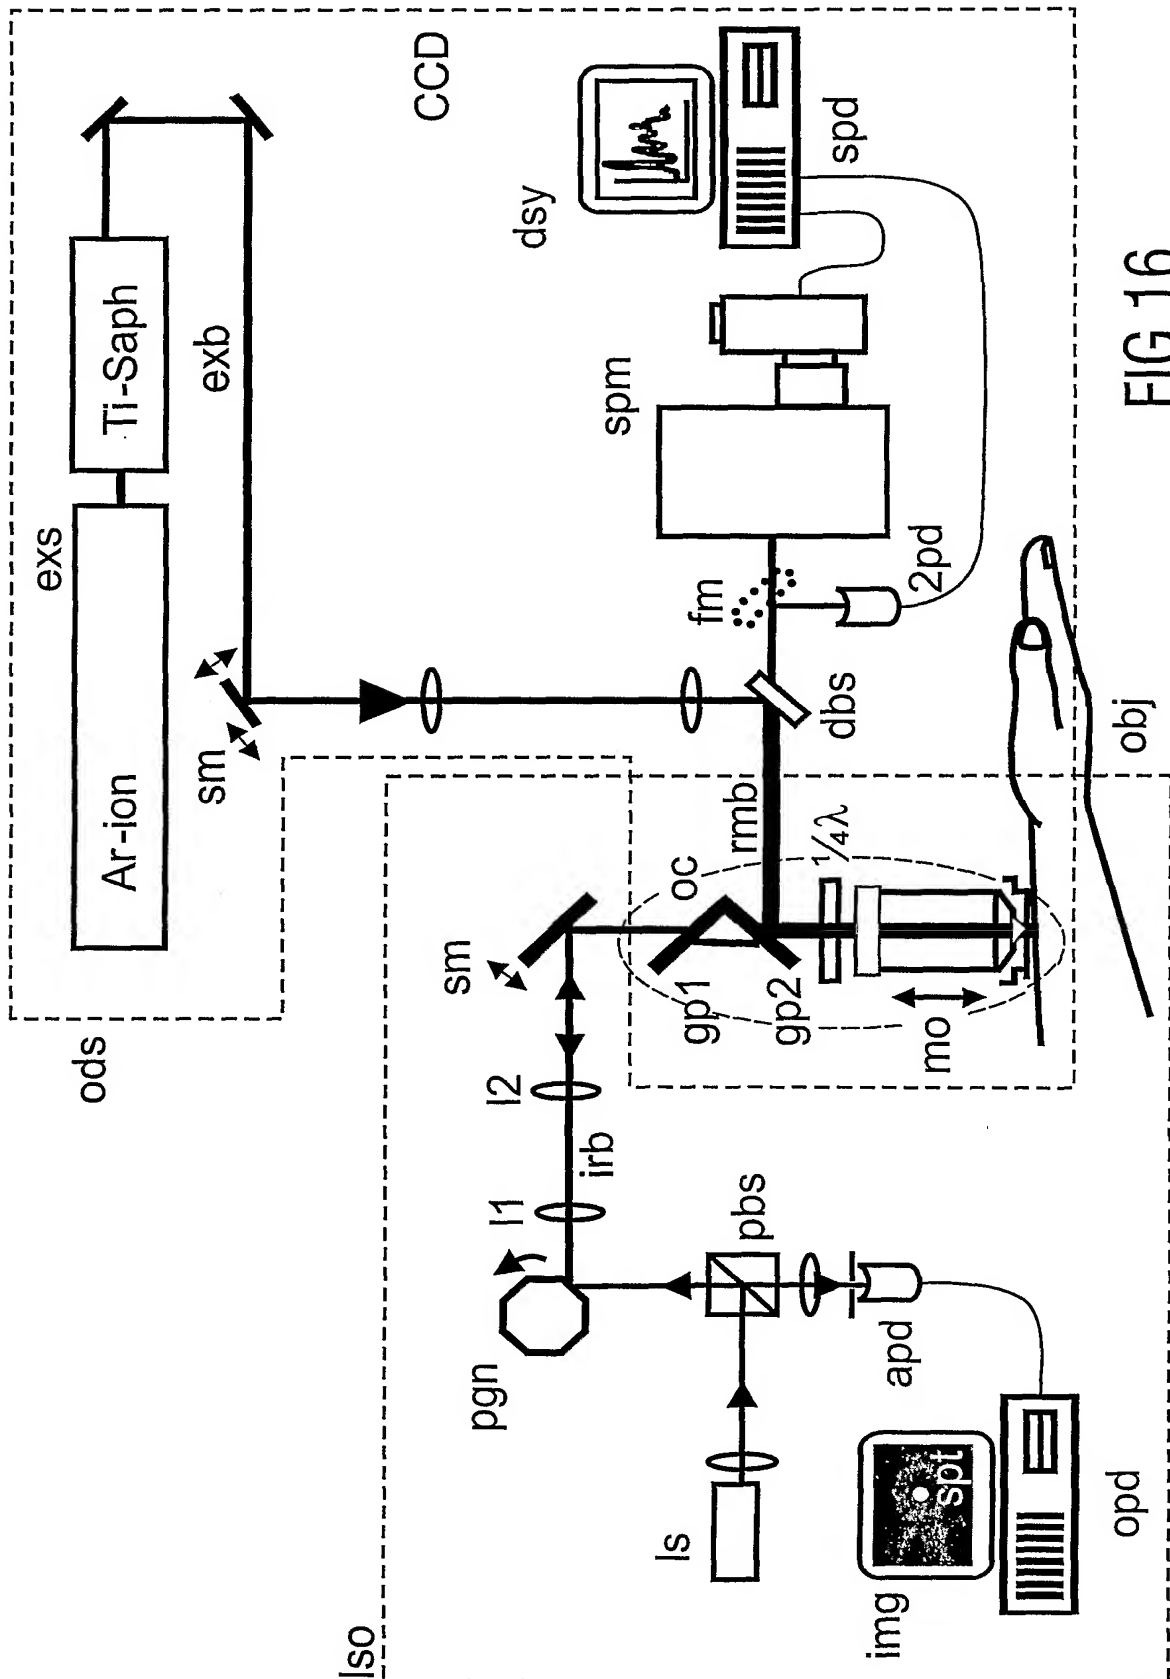 exs
ods
Ar-ion
Ti-Saph
sm
exb
lso
CCD
sm
pgn
l1
l2
dsy
irb
spm
ls
oc
gp1
fm
rmb
pbs
gp2
¼λ
dbs
spd
img
apd
mo
2pd
spt
opd
obj
FIG 16